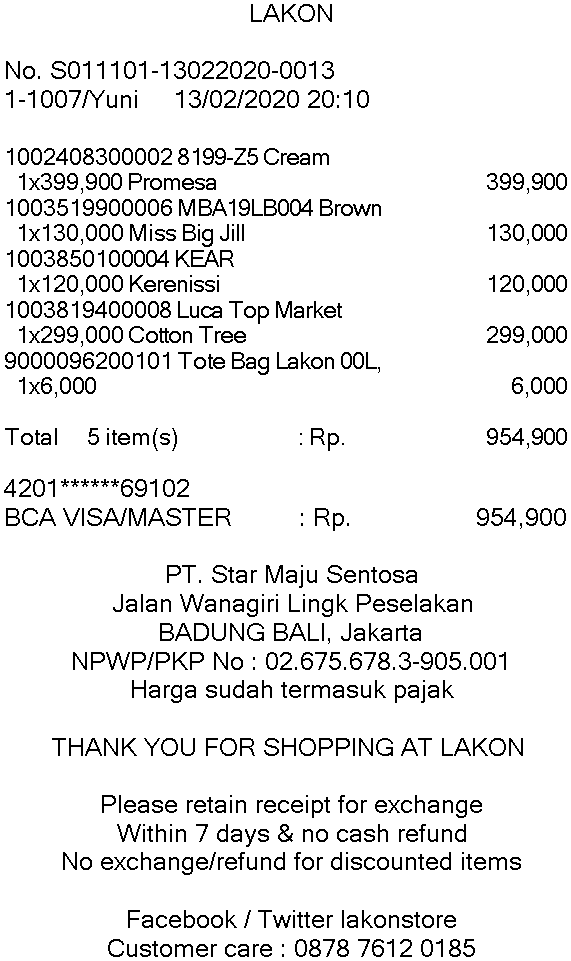 LAKON
No. S011101-13022020-0013
1-1007/Yuni 13/02/2020 20:10
1002408300002 8199-Z5 Cream
1x399,900 Promesa 399,900
1003519900006 MBA19LB004 Brown
1x130,000 Miss Big Jill 130,000
1003850100004 KEAR
1x120,000 Kerenissi 120,000
1003819400008 Luca Top Market
1x299,000 Cotton Tree 299,000
9000096200101 Tote Bag Lakon 00L,
1x6,000 6,000
Total 5 item(s) : Rp. 954,900
4201******69102
BCA VISA/MASTER : Rp. 954,900
PT. Star Maju Sentosa
Jalan Wanagiri Lingk Peselakan
BADUNG BALI, Jakarta
NPWP/PKP No : 02.675.678.3-905.001
Harga sudah termasuk pajak
THANK YOU FOR SHOPPING AT LAKON
Please retain receipt for exchange
Within 7 days & no cash refund
No exchange/refund for discounted items
Facebook / Twitter lakonstore
Customer care : 0878 7612 0185